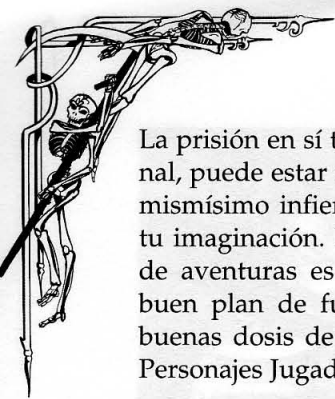 La prisión en sí t
nal, puede estar
mismísimo infier
tu imaginación.
de aventuras es
buen plan de fu
buenas dosis de
Personajes Jugad